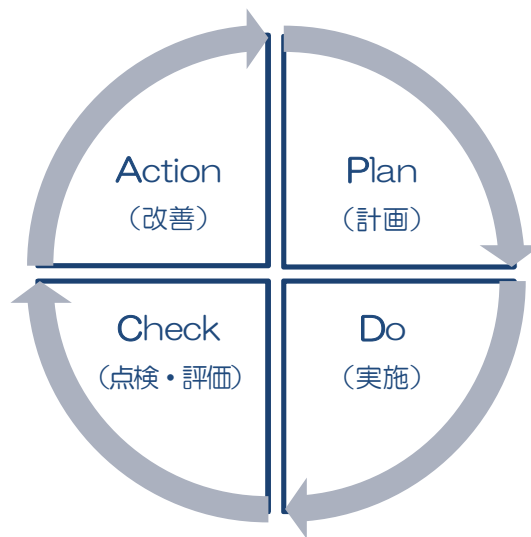 Action
（改善）
Plan
（計画）
Check
（点検・評価）
Do
（実施）